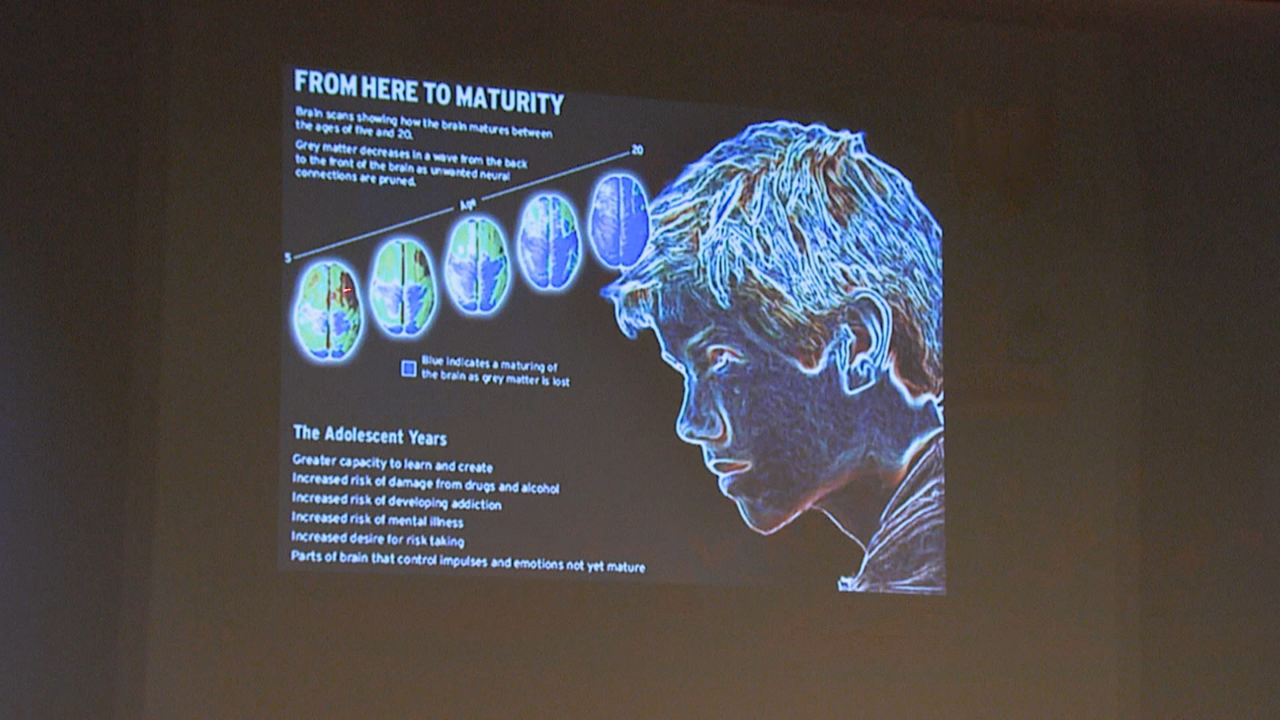 FROM HERE TO MATURITY
Brain scans showing how the brain matures between
the ages of five and 20.
Grey matter decreases in a wave from the back
to the front of the brain as unwanted neural
connections are pruned.
20
Age
5
Blue indicates a maturing of
the brain as grey matter is lost
The Adolescent Years
Greater capacity to learn and create
Increased risk of damage from drugs and alcohol
Increased risk of developing addiction
Increased risk of mental illness
Increased desire for risk taking
Parts of brain that control impulses and emotions not yet mature